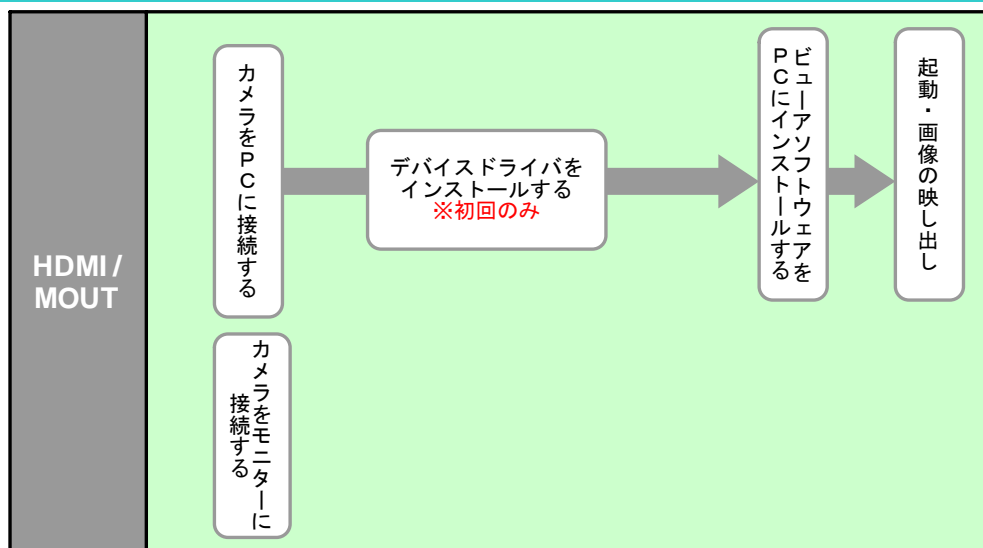 HDMI /
MOUT
カメラをPCに接続する
デバイスドライバを
インストールする
※初回のみ
ビューアソフトウェアを
PCにインストールする
起動・画像の映し出し
カメラをモニターに
接続する